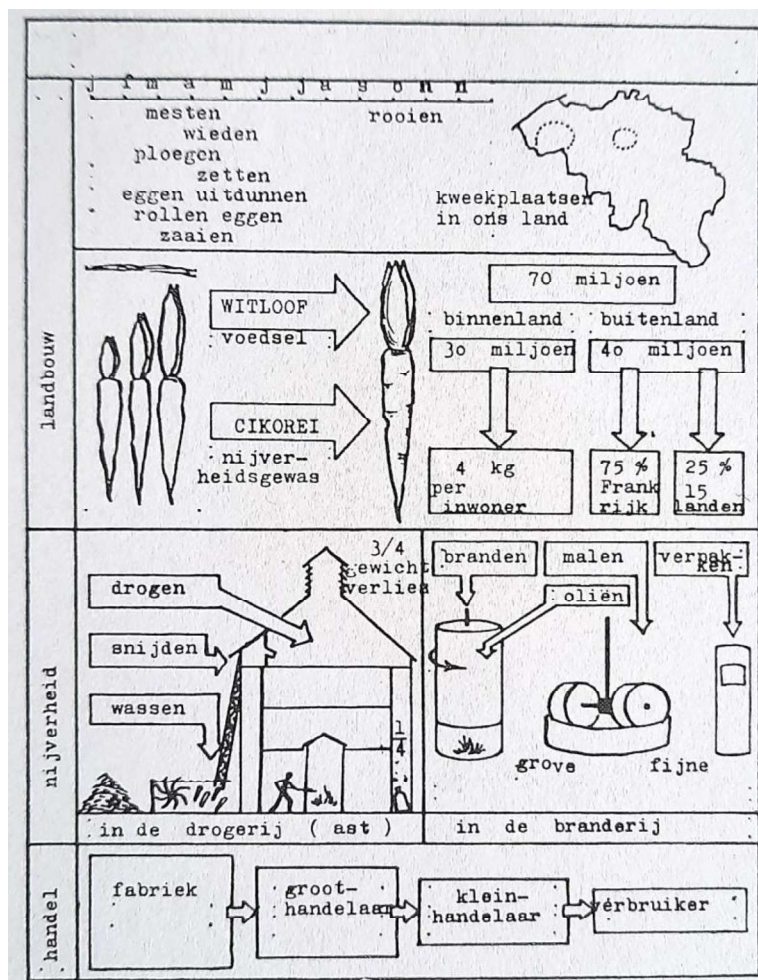 j f m a m j j a s o n n
mesten rooien
wieden
ploegen
zetten
eggen uitdunnen
rollen eggen
zaaien
kweekplaatsen
in ons land
landbouw
WITLOOF
voedsel
CIKOREI
nijver-
heidsgewas
70 miljoen
binnenland buitenland
3o miljoen 4o miljoen
4 kg
per
inwoner
75 %
Frank
rijk
25 %
15
landen
nijverheid
3/4
gewicht
verlies
drogen
snijden
wassen
1/4
in de drogerij ( ast )
branden malen verpak-
ken
oliën
grove fijne
in de branderij
handel
fabriek
groot-
handelaar
klein-
handelaar
verbruiker